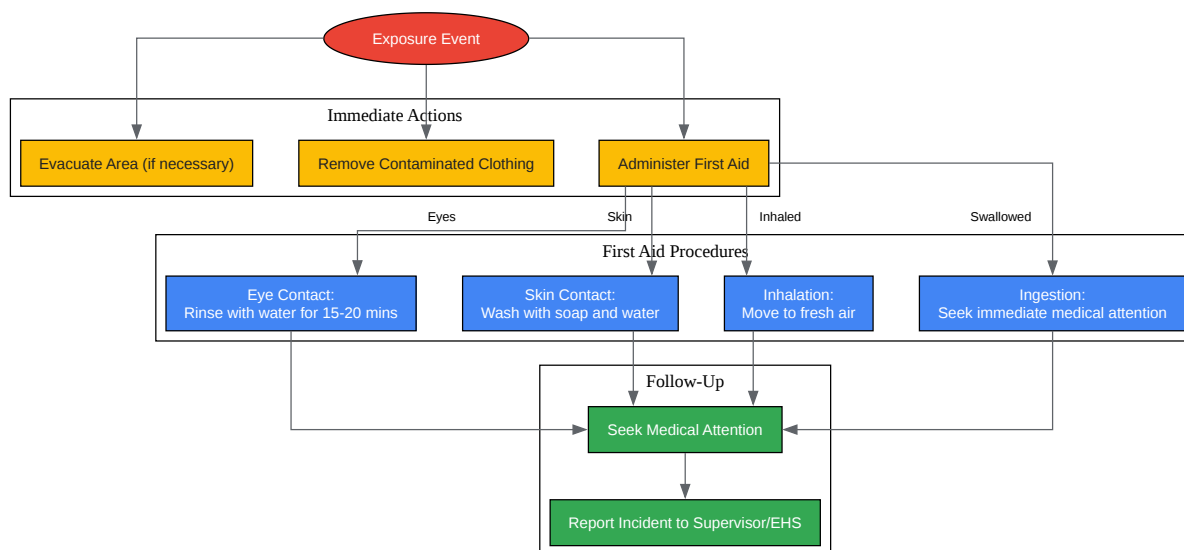 Exposure Event
Immediate Actions
Evacuate Area (if necessary)
Remove Contaminated Clothing
Administer First Aid
Eyes
Skin
Inhaled
Swallowed
First Aid Procedures
Eye Contact:
Rinse with water for 15-20 mins
Skin Contact:
Wash with soap and water
Inhalation:
Move to fresh air
Ingestion:
Seek immediate medical attention
Follow-Up
Seek Medical Attention
Report Incident to Supervisor/EHS